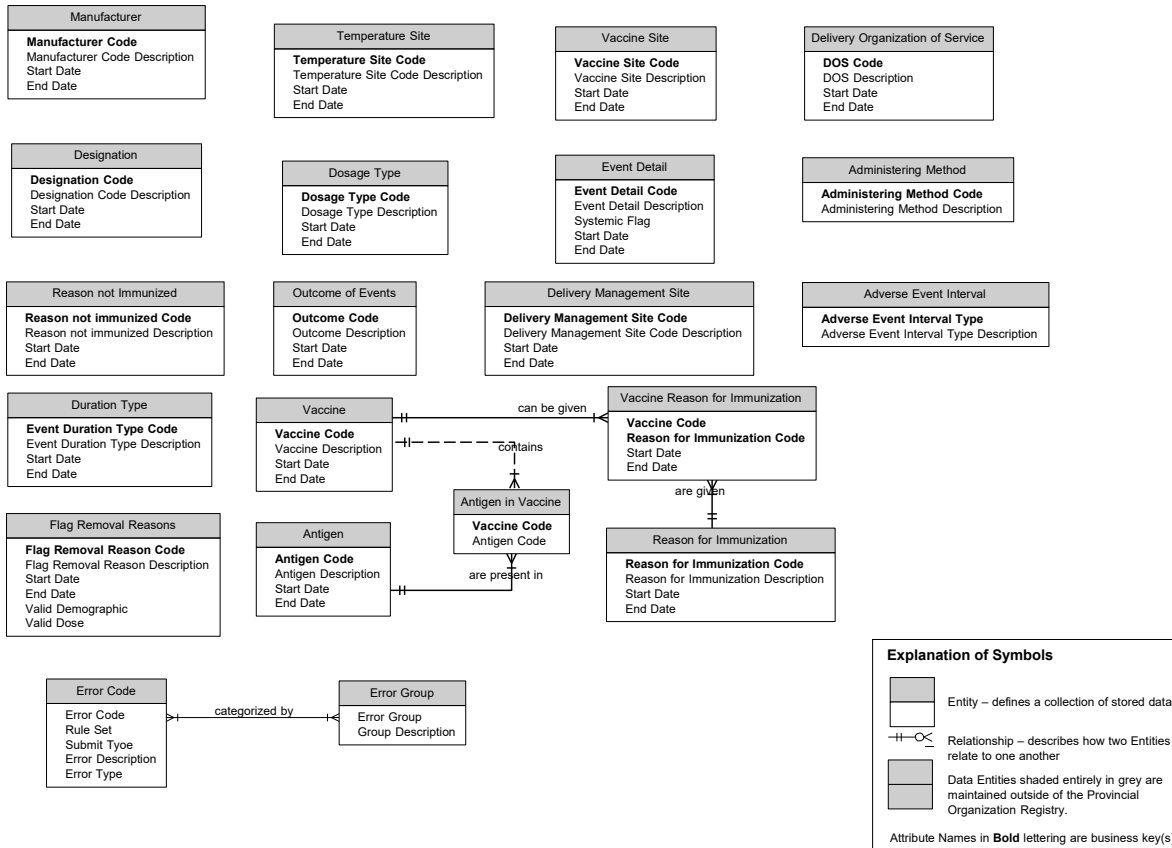 Manufacturer
Manufacturer Code
Manufacturer Code Description
Start Date
End Date
Temperature Site
Temperature Site Code
Temperature Site Code Description
Start Date
End Date
Vaccine Site
Vaccine Site Code
Vaccine Site Description
Start Date
End Date
Delivery Organization of Service
DOS Code
DOS Description
Start Date
End Date
Designation
Designation Code
Designation Code Description
Start Date
End Date
Dosage Type
Dosage Type Code
Dosage Type Description
Start Date
End Date
Event Detail
Event Detail Code
Event Detail Description
Systemic Flag
Start Date
End Date
Administering Method
Administering Method Code
Administering Method Description
Reason not Immunized
Reason not immunized Code
Reason not immunized Description
Start Date
End Date
Outcome of Events
Outcome Code
Outcome Description
Start Date
End Date
Delivery Management Site
Delivery Management Site Code
Delivery Management Site Code Description
Start Date
End Date
Adverse Event Interval
Adverse Event Interval Type
Adverse Event Interval Type Description
Duration Type
Event Duration Type Code
Event Duration Type Description
Start Date
End Date
Vaccine
Vaccine Code
Vaccine Description
Start Date
End Date
can be given
contains
Vaccine Reason for Immunization
Vaccine Code
Reason for Immunization Code
Start Date
End Date
are given
Flag Removal Reasons
Flag Removal Reason Code
Flag Removal Reason Description
Start Date
End Date
Valid Demographic
Valid Dose
Antigen
Antigen Code
Antigen Description
Start Date
End Date
Antigen in Vaccine
Vaccine Code
Antigen Code
are present in
Reason for Immunization
Reason for Immunization Code
Reason for Immunization Description
Start Date
End Date
Error Code
Error Code
Rule Set
Submit Tyoe
Error Description
Error Type
categorized by
Error Group
Error Group
Group Description
Explanation of Symbols
Entity – defines a collection of stored data
Relationship – describes how two Entities
relate to one another
Data Entities shaded entirely in grey are
maintained outside of the Provincial
Organization Registry.
Attribute Names in Bold lettering are business key(s)